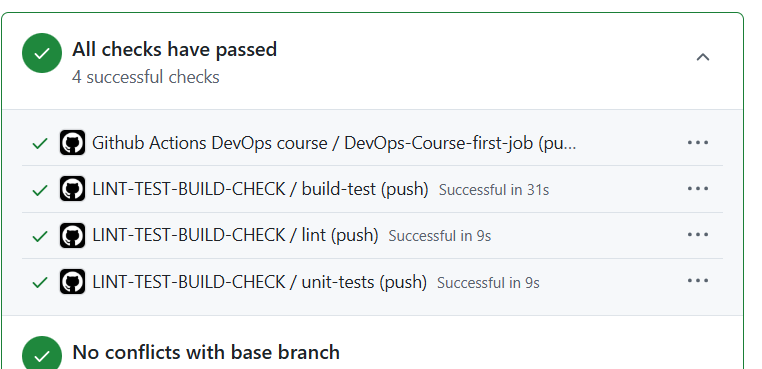 All checks have passed
4 successful checks
Github Actions DevOps course / DevOps-Course-first-job (pu...
LINT-TEST-BUILD-CHECK / build-test (push) Successful in 31s
LINT-TEST-BUILD-CHECK / lint (push) Successful in 9s
LINT-TEST-BUILD-CHECK / unit-tests (push) Successful in 9s
No conflicts with base branch